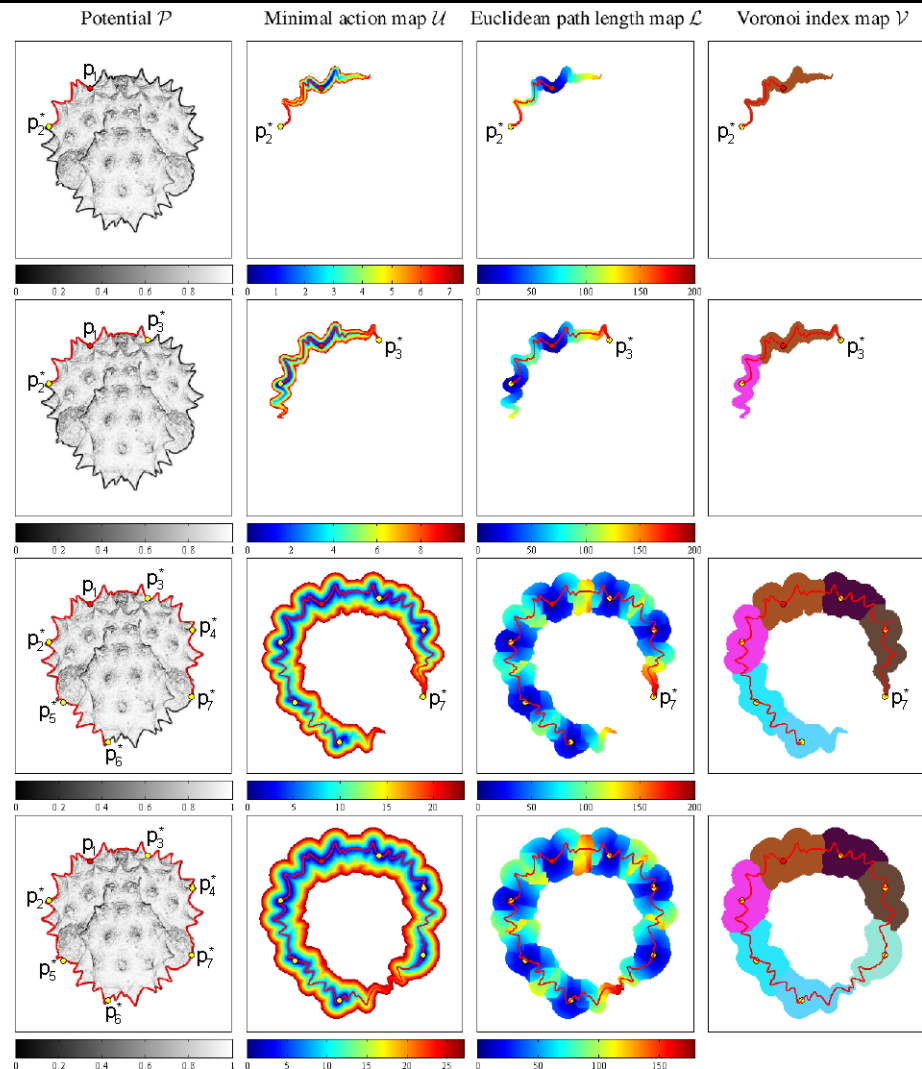 Potential P Minimal action map U Euclidean path length map L Voronoi index map V
p1
p2*
p2*
p2*
p2*
0 0.2 0.4 0.6 0.8 1
0 1 2 3 4 5 6 7
0 50 100 150 200
p1 p3*
p2*
p3*
p3*
p3*
0 0.2 0.4 0.6 0.8 1
0 2 4 6 8
0 50 100 150 200
p1 p3*
p4*
p2*
p5*
p7*
p6*
p7*
p7*
p7*
0 0.2 0.4 0.6 0.8 1
0 5 10 15 20
0 50 100 150 200
p1 p3*
p4*
p2*
p5*
p7*
p6*
0 0.2 0.4 0.6 0.8 1
0 5 10 15 20 25
0 50 100 150